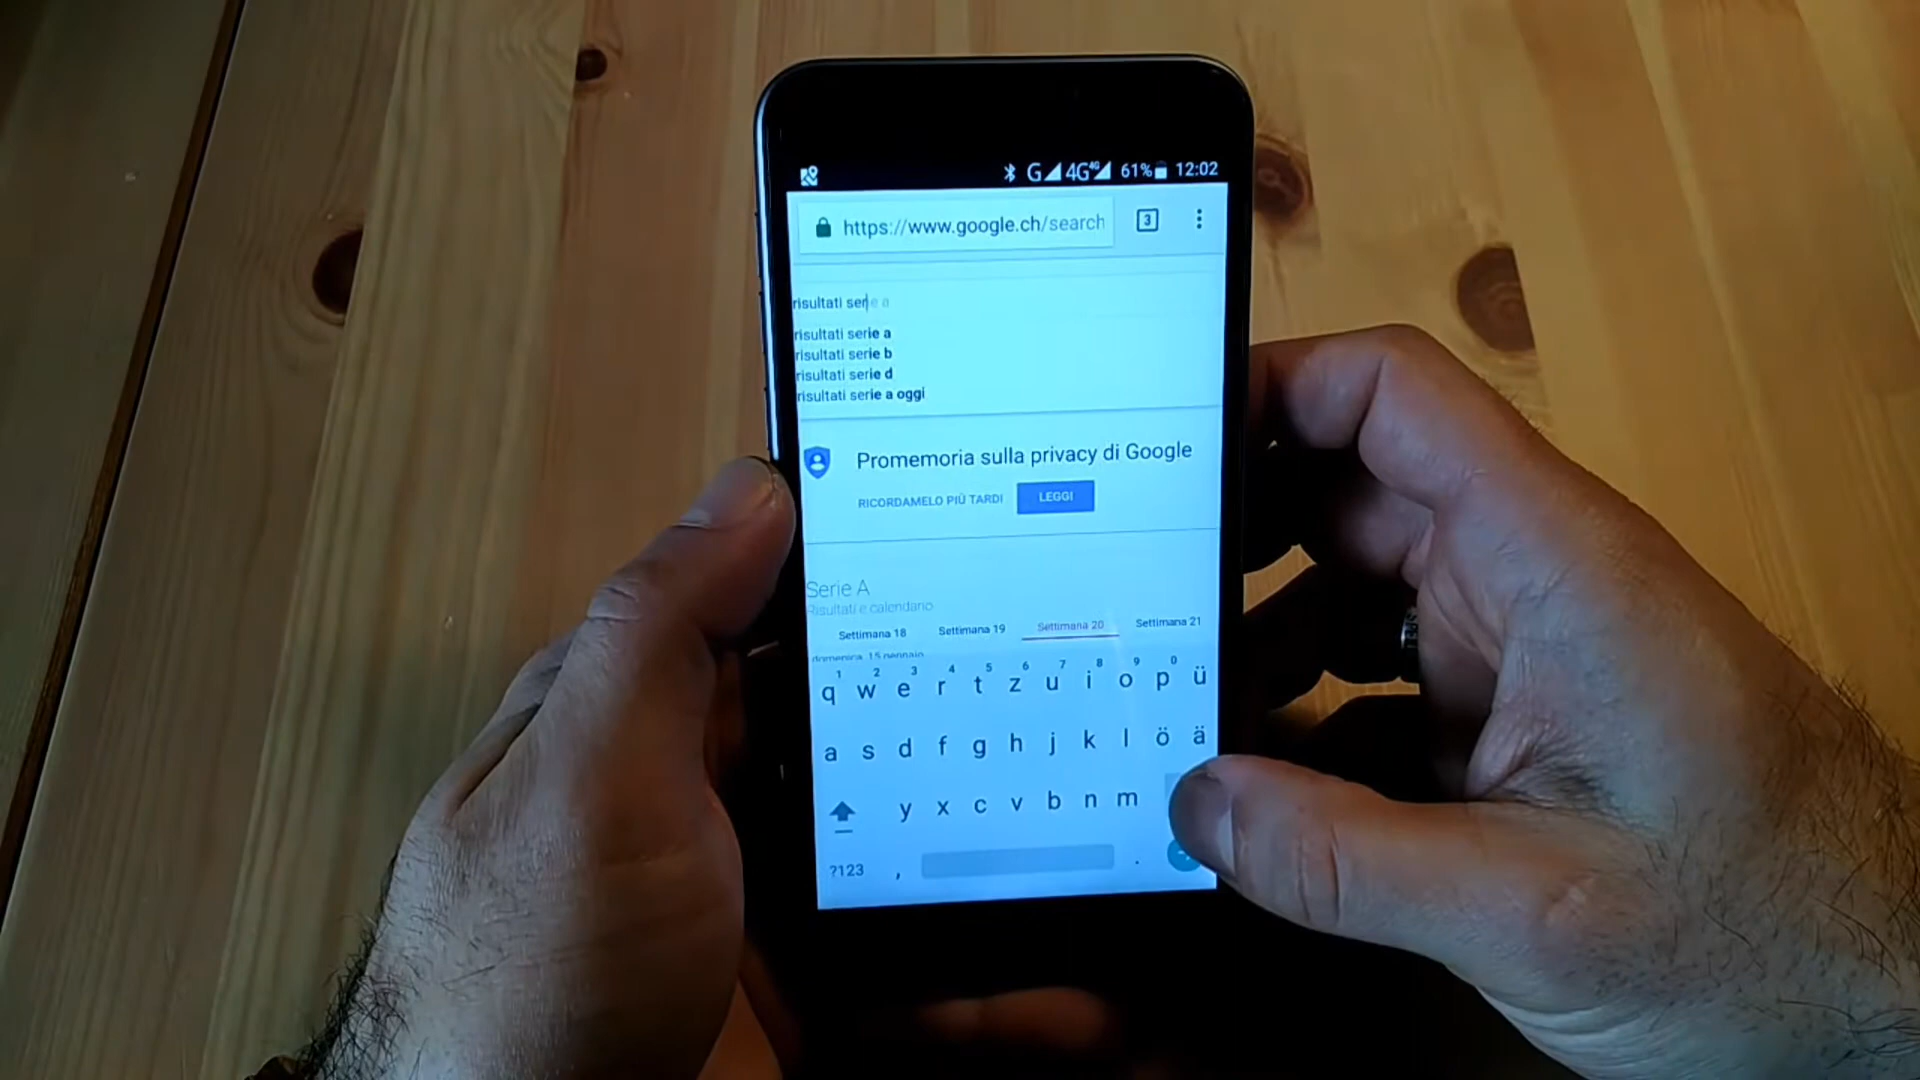 G 4G 4G 61% 12:02
https://www.google.ch/search
3
risultati serie a
risultati serie a
risultati serie b
risultati serie d
risultati serie a oggi
Promemoria sulla privacy di Google
RICORDAMELO PIÙ TARDI LEGGI
Serie A
Risultati e calendario
Settimana 18 Settimana 19 Settimana 20 Settimana 21
domenica, 15 gennaio
1 2 3 4 5 6 7 8 9 0
q w e r t z u i o p ü
a s d f g h j k l ö ä
y x c v b n m
?123 , .